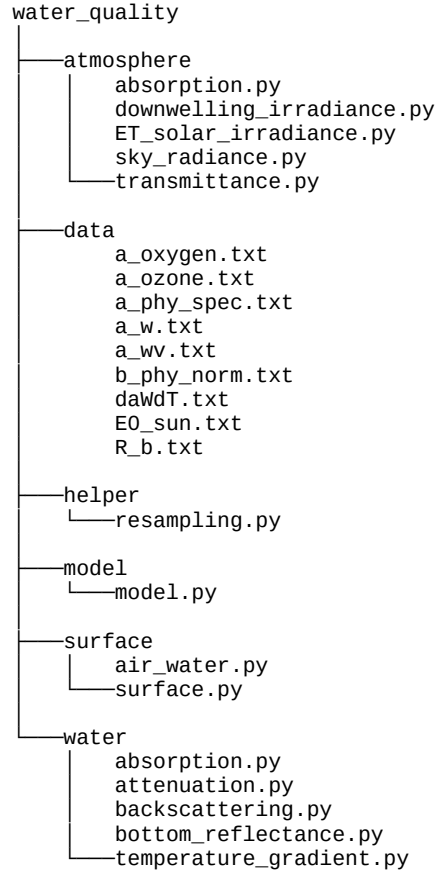 water_quality
atmosphere
absorption.py
downwelling_irradiance.py
ET_solar_irradiance.py
sky_radiance.py
transmittance.py
data
a_oxygen.txt
a_ozone.txt
a_phy_spec.txt
a_w.txt
a_wv.txt
b_phy_norm.txt
daWdT.txt
EO_sun.txt
R_b.txt
helper
resampling.py
model
model.py
surface
air_water.py
surface.py
water
absorption.py
attenuation.py
backscattering.py
bottom_reflectance.py
temperature_gradient.py